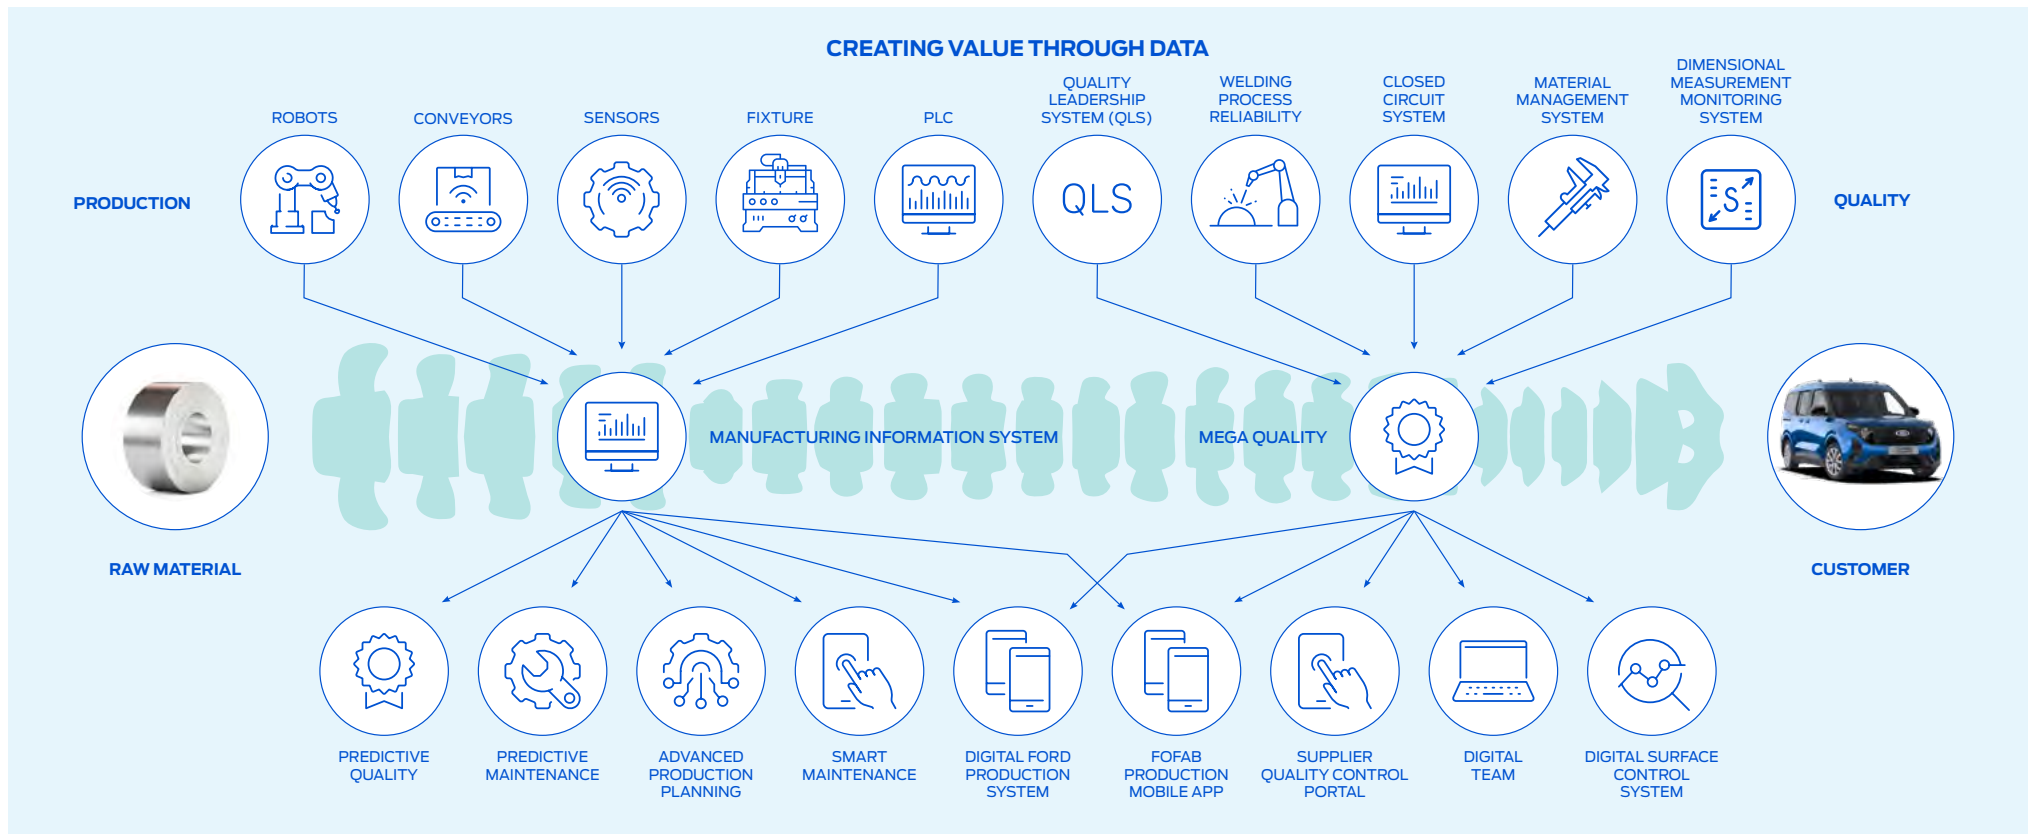 CREATING VALUE THROUGH DATA
ROBOTS
CONVEYORS
SENSORS
FIXTURE
PLC
QUALITY
LEADERSHIP
SYSTEM (QLS)
WELDING
PROCESS
RELIABILITY
CLOSED
CIRCUIT
SYSTEM
MATERIAL
MANAGEMENT
SYSTEM
DIMENSIONAL
MEASUREMENT
MONITORING
SYSTEM
PRODUCTION
QLS
S
QUALITY
MANUFACTURING INFORMATION SYSTEM
MEGA QUALITY
RAW MATERIAL
CUSTOMER
PREDICTIVE
QUALITY
PREDICTIVE
MAINTENANCE
ADVANCED
PRODUCTION
PLANNING
SMART
MAINTENANCE
DIGITAL FORD
PRODUCTION
SYSTEM
FOFAB
PRODUCTION
MOBILE APP
SUPPLIER
QUALITY CONTROL
PORTAL
DIGITAL
TEAM
DIGITAL SURFACE
CONTROL
SYSTEM